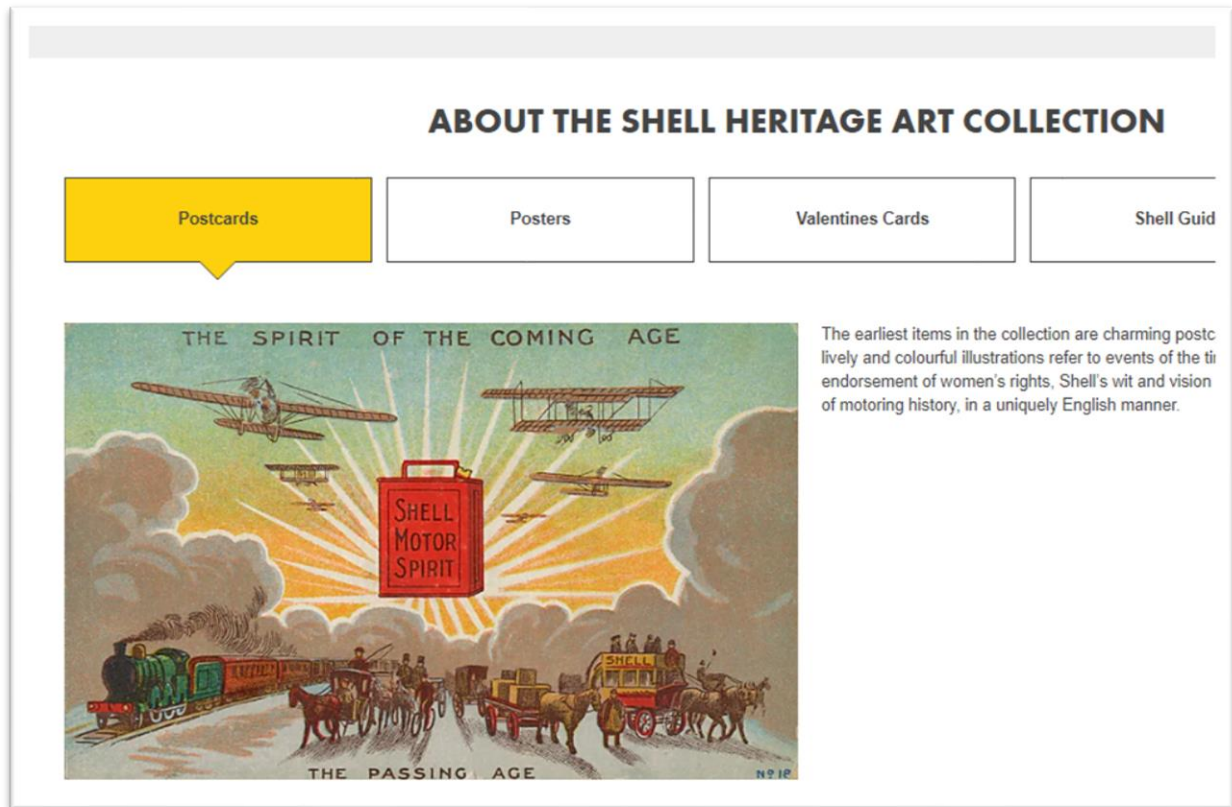 ABOUT THE SHELL HERITAGE ART COLLECTION
Postcards
Posters
Valentines Cards
Shell Guid
THE SPIRIT OF THE COMING AGE
SHELL
MOTOR
SPIRIT
SHELL
THE PASSING AGE
Nº 18
The earliest items in the collection are charming postc
lively and colourful illustrations refer to events of the ti
endorsement of women's rights, Shell's wit and vision
of motoring history, in a uniquely English manner.